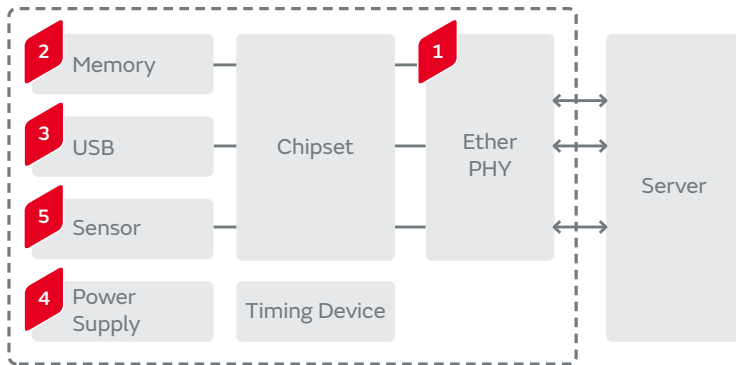 2
Memory
3
USB
5
Sensor
4
Power
Supply
Chipset
Timing Device
1
Ether
PHY
Server